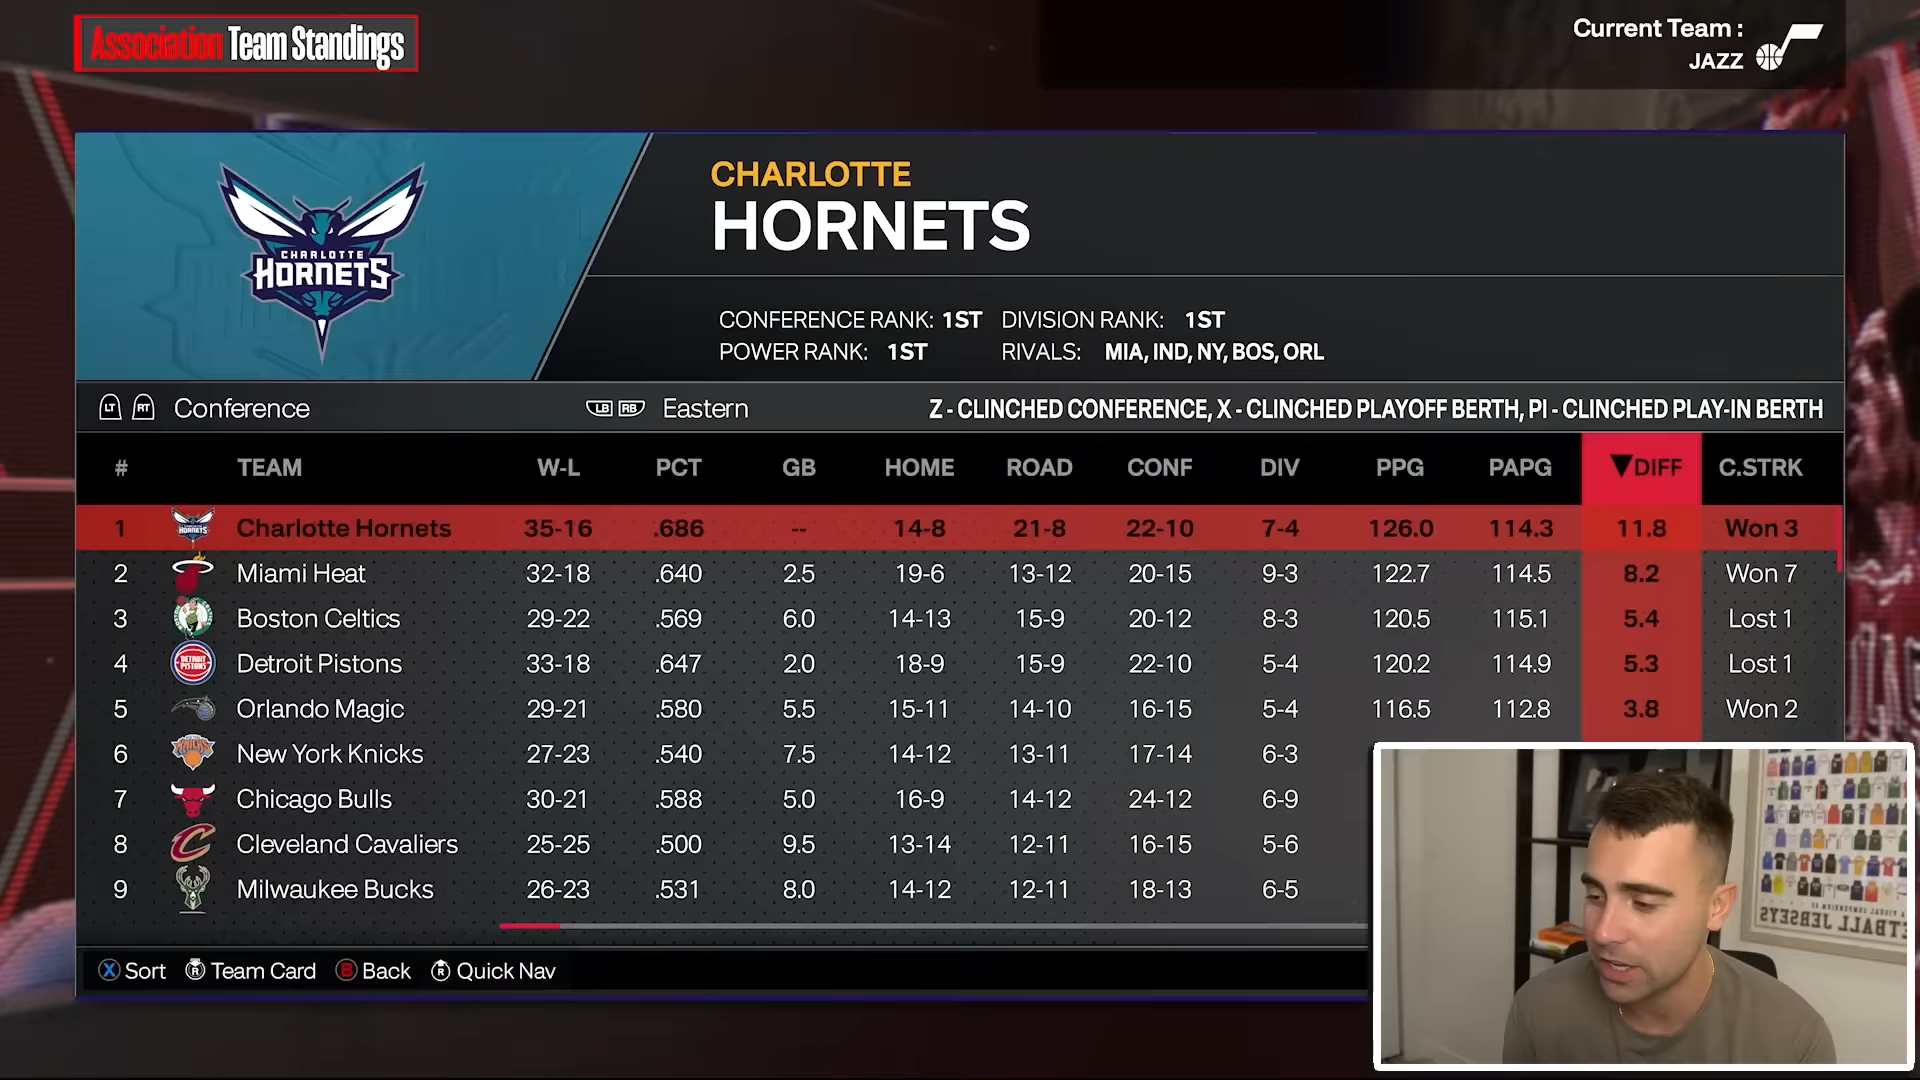 Association Team Standings
Current Team :
JAZZ
CHARLOTTE
HORNETS
CHARLOTTE
HORNETS
CONFERENCE RANK: 1ST DIVISION RANK: 1ST
POWER RANK: 1ST RIVALS: MIA, IND, NY, BOS, ORL
LT RT Conference LB RB Eastern Z - CLINCHED CONFERENCE, X - CLINCHED PLAYOFF BERTH, PI - CLINCHED PLAY-IN BERTH
# TEAM W-L PCT GB HOME ROAD CONF DIV PPG PAPG ▼DIFF C.STRK
1 Charlotte Hornets 35-16 .686 -- 14-8 21-8 22-10 7-4 126.0 114.3 11.8 Won 3
2 Miami Heat 32-18 .640 2.5 19-6 13-12 20-15 9-3 122.7 114.5 8.2 Won 7
3 Boston Celtics 29-22 .569 6.0 14-13 15-9 20-12 8-3 120.5 115.1 5.4 Lost 1
4 DETROIT PISTONS Detroit Pistons 33-18 .647 2.0 18-9 15-9 22-10 5-4 120.2 114.9 5.3 Lost 1
5 Orlando Magic 29-21 .580 5.5 15-11 14-10 16-15 5-4 116.5 112.8 3.8 Won 2
6 New York Knicks 27-23 .540 7.5 14-12 13-11 17-14 6-3
7 Chicago Bulls 30-21 .588 5.0 16-9 14-12 24-12 6-9
8 Cleveland Cavaliers 25-25 .500 9.5 13-14 12-11 16-15 5-6
9 Milwaukee Bucks 26-23 .531 8.0 14-12 12-11 18-13 6-5
X Sort R Team Card B Back R Quick Nav